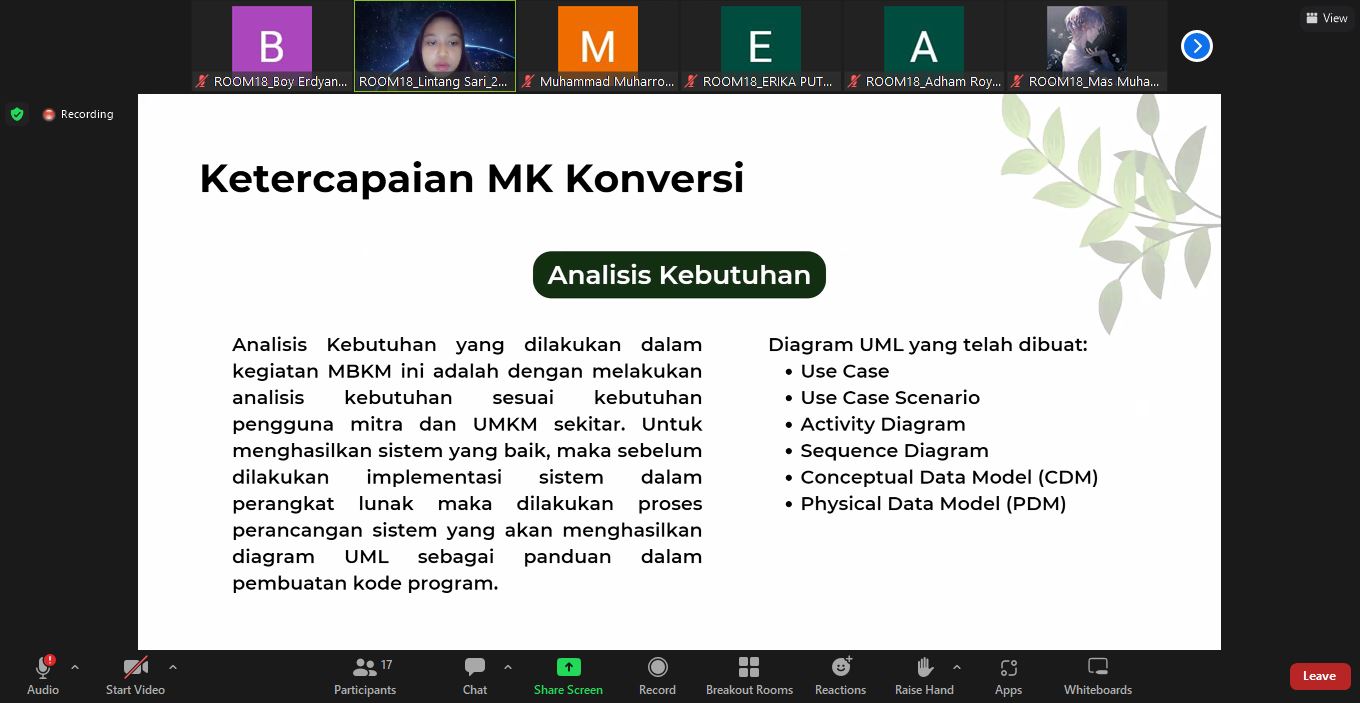 B
M
E
A
View
ROOM18_Boy Erdyan...
ROOM18_Lintang Sari_2...
Muhammad Muharro...
ROOM18_ERIKA PUT...
ROOM18_Adham Roy...
ROOM18_Mas Muha...
Recording
Ketercapaian MK Konversi
Analisis Kebutuhan
Analisis Kebutuhan yang dilakukan dalam
kegiatan MBKM ini adalah dengan melakukan
analisis kebutuhan sesuai kebutuhan
pengguna mitra dan UMKM sekitar. Untuk
menghasilkan sistem yang baik, maka sebelum
dilakukan implementasi sistem dalam
perangkat lunak maka dilakukan proses
perancangan sistem yang akan menghasilkan
diagram UML sebagai panduan dalam
pembuatan kode program.
Diagram UML yang telah dibuat:
• Use Case
• Use Case Scenario
• Activity Diagram
• Sequence Diagram
• Conceptual Data Model (CDM)
• Physical Data Model (PDM)
Audio
Start Video
17
Participants
Chat
Share Screen
Record
Breakout Rooms
Reactions
Raise Hand
Apps
Whiteboards
Leave